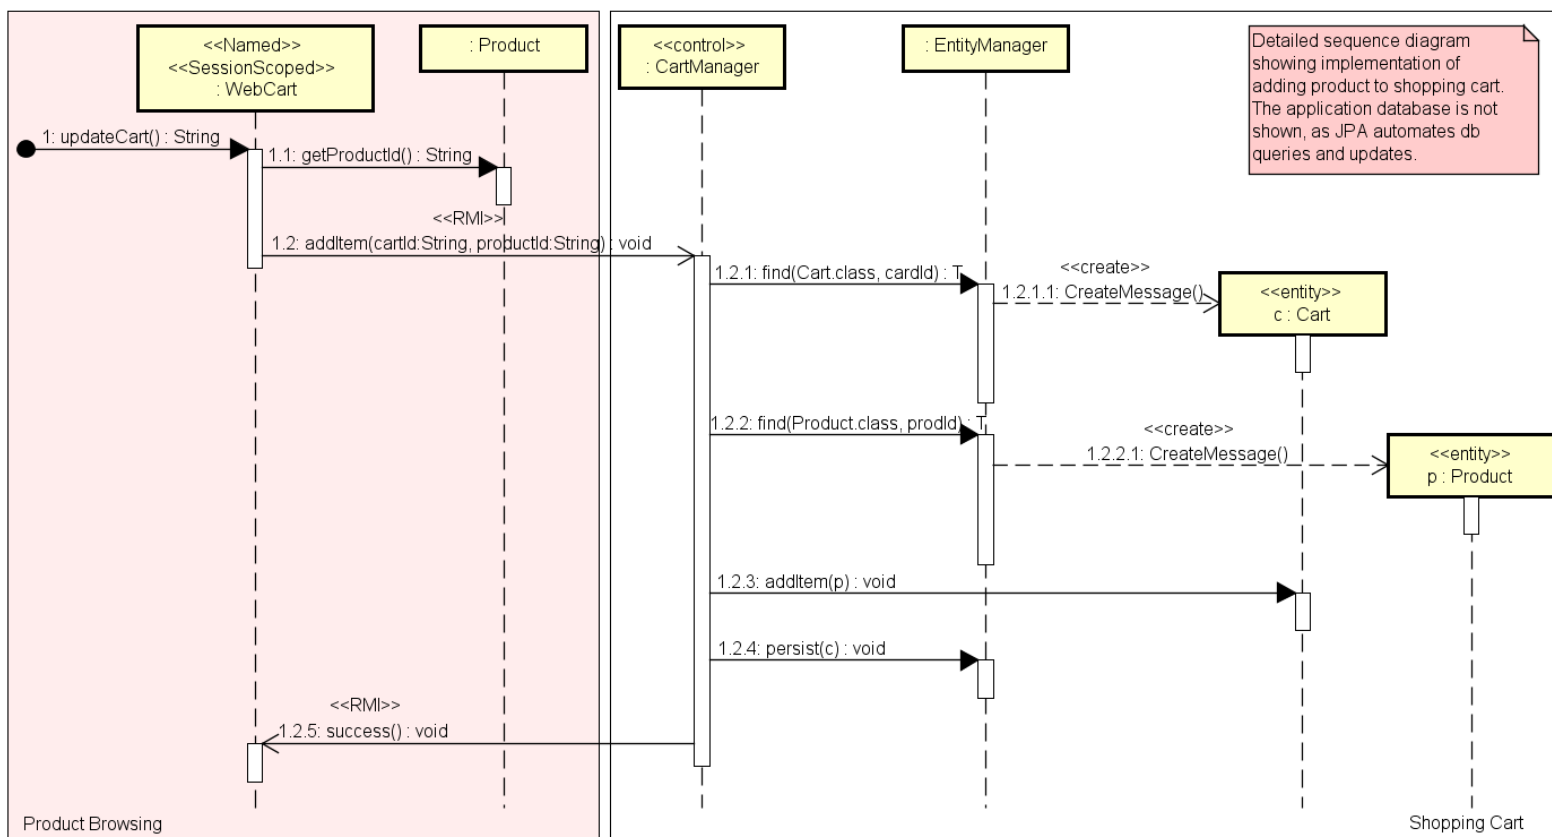 <<Named>>
<<SessionScoped>>
: WebCart
: Product
<<control>>
: CartManager
: EntityManager
Detailed sequence diagram
showing implementation of
adding product to shopping cart.
The application database is not
shown, as JPA automates db
queries and updates.
1: updateCart() : String
1.1: getProductId() : String
<<RMI>>
1.2: addItem(cartId:String, productId:String) : void
1.2.1: find(Cart.class, cardId) : T
<<create>>
1.2.1.1: CreateMessage()
<<entity>>
c : Cart
1.2.2: find(Product.class, prodId) : T
<<create>>
1.2.2.1: CreateMessage()
<<entity>>
p : Product
1.2.3: addItem(p) : void
1.2.4: persist(c) : void
<<RMI>>
1.2.5: success() : void
Product Browsing
Shopping Cart